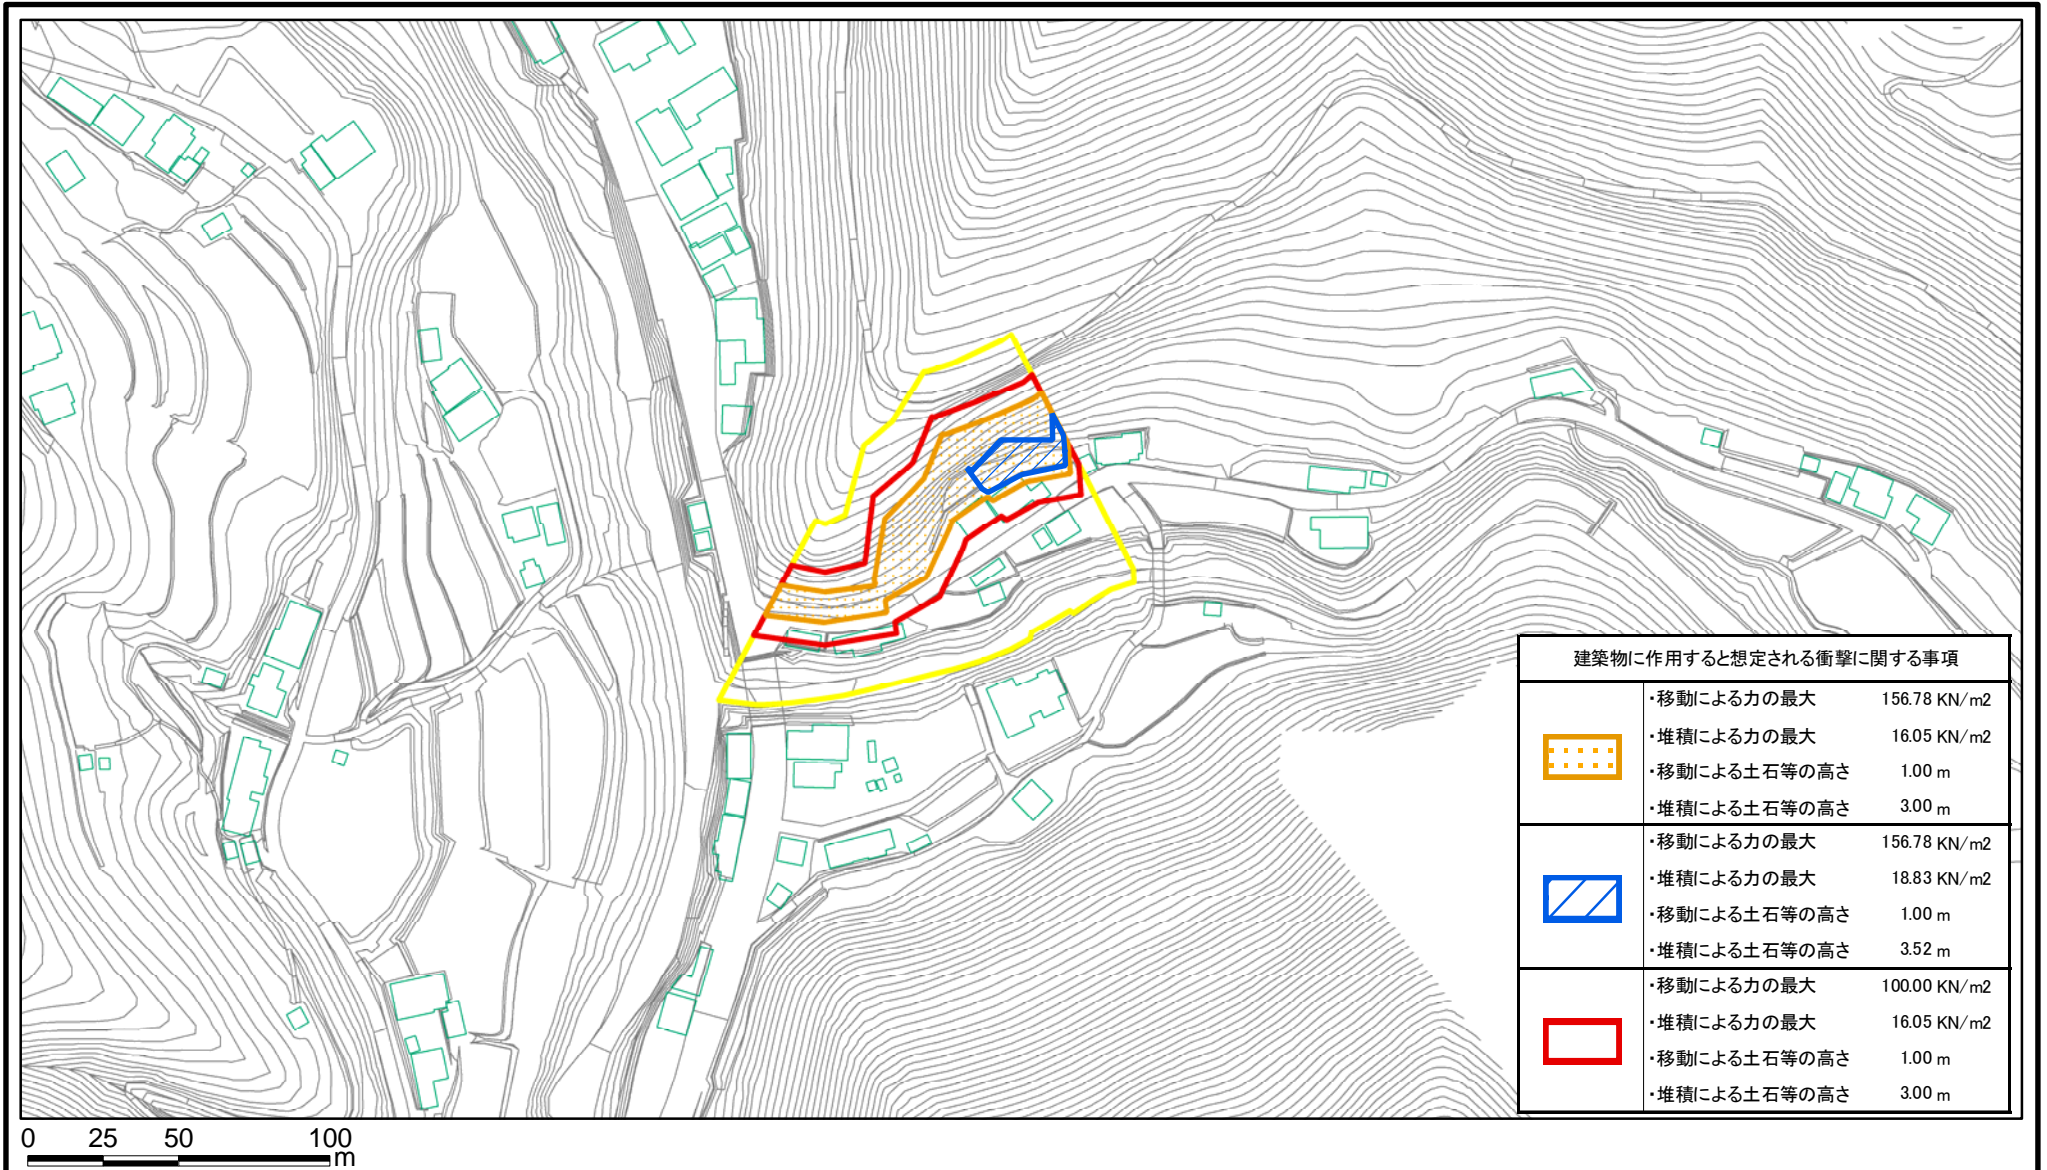 建築物に作用すると想定される衝撃に関する事項
・移動による力の最大 156.78 KN/m2
・堆積による力の最大 16.05 KN/m2
・移動による土石等の高さ 1.00 m
・堆積による土石等の高さ 3.00 m
・移動による力の最大 156.78 KN/m2
・堆積による力の最大 18.83 KN/m2
・移動による土石等の高さ 1.00 m
・堆積による土石等の高さ 3.52 m
・移動による力の最大 100.00 KN/m2
・堆積による力の最大 16.05 KN/m2
・移動による土石等の高さ 1.00 m
・堆積による土石等の高さ 3.00 m
0 25 50 100
m